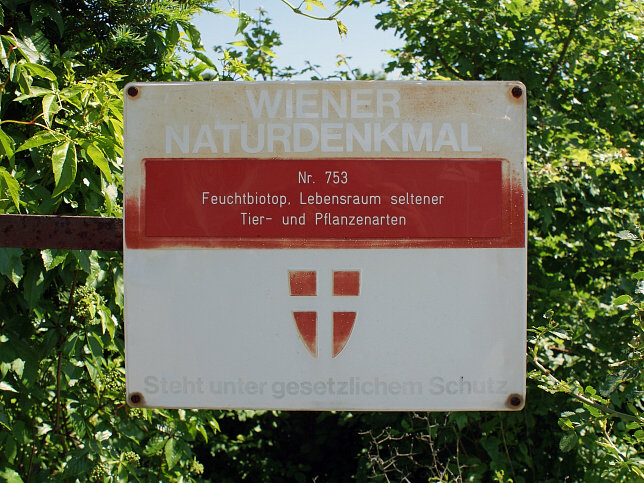 WIENER
NATURDENKMAL
Nr. 753
Feuchtbiotop, Lebensraum seltener
Tier- und Pflanzenarten
Steht unter gesetzlichem Schutz